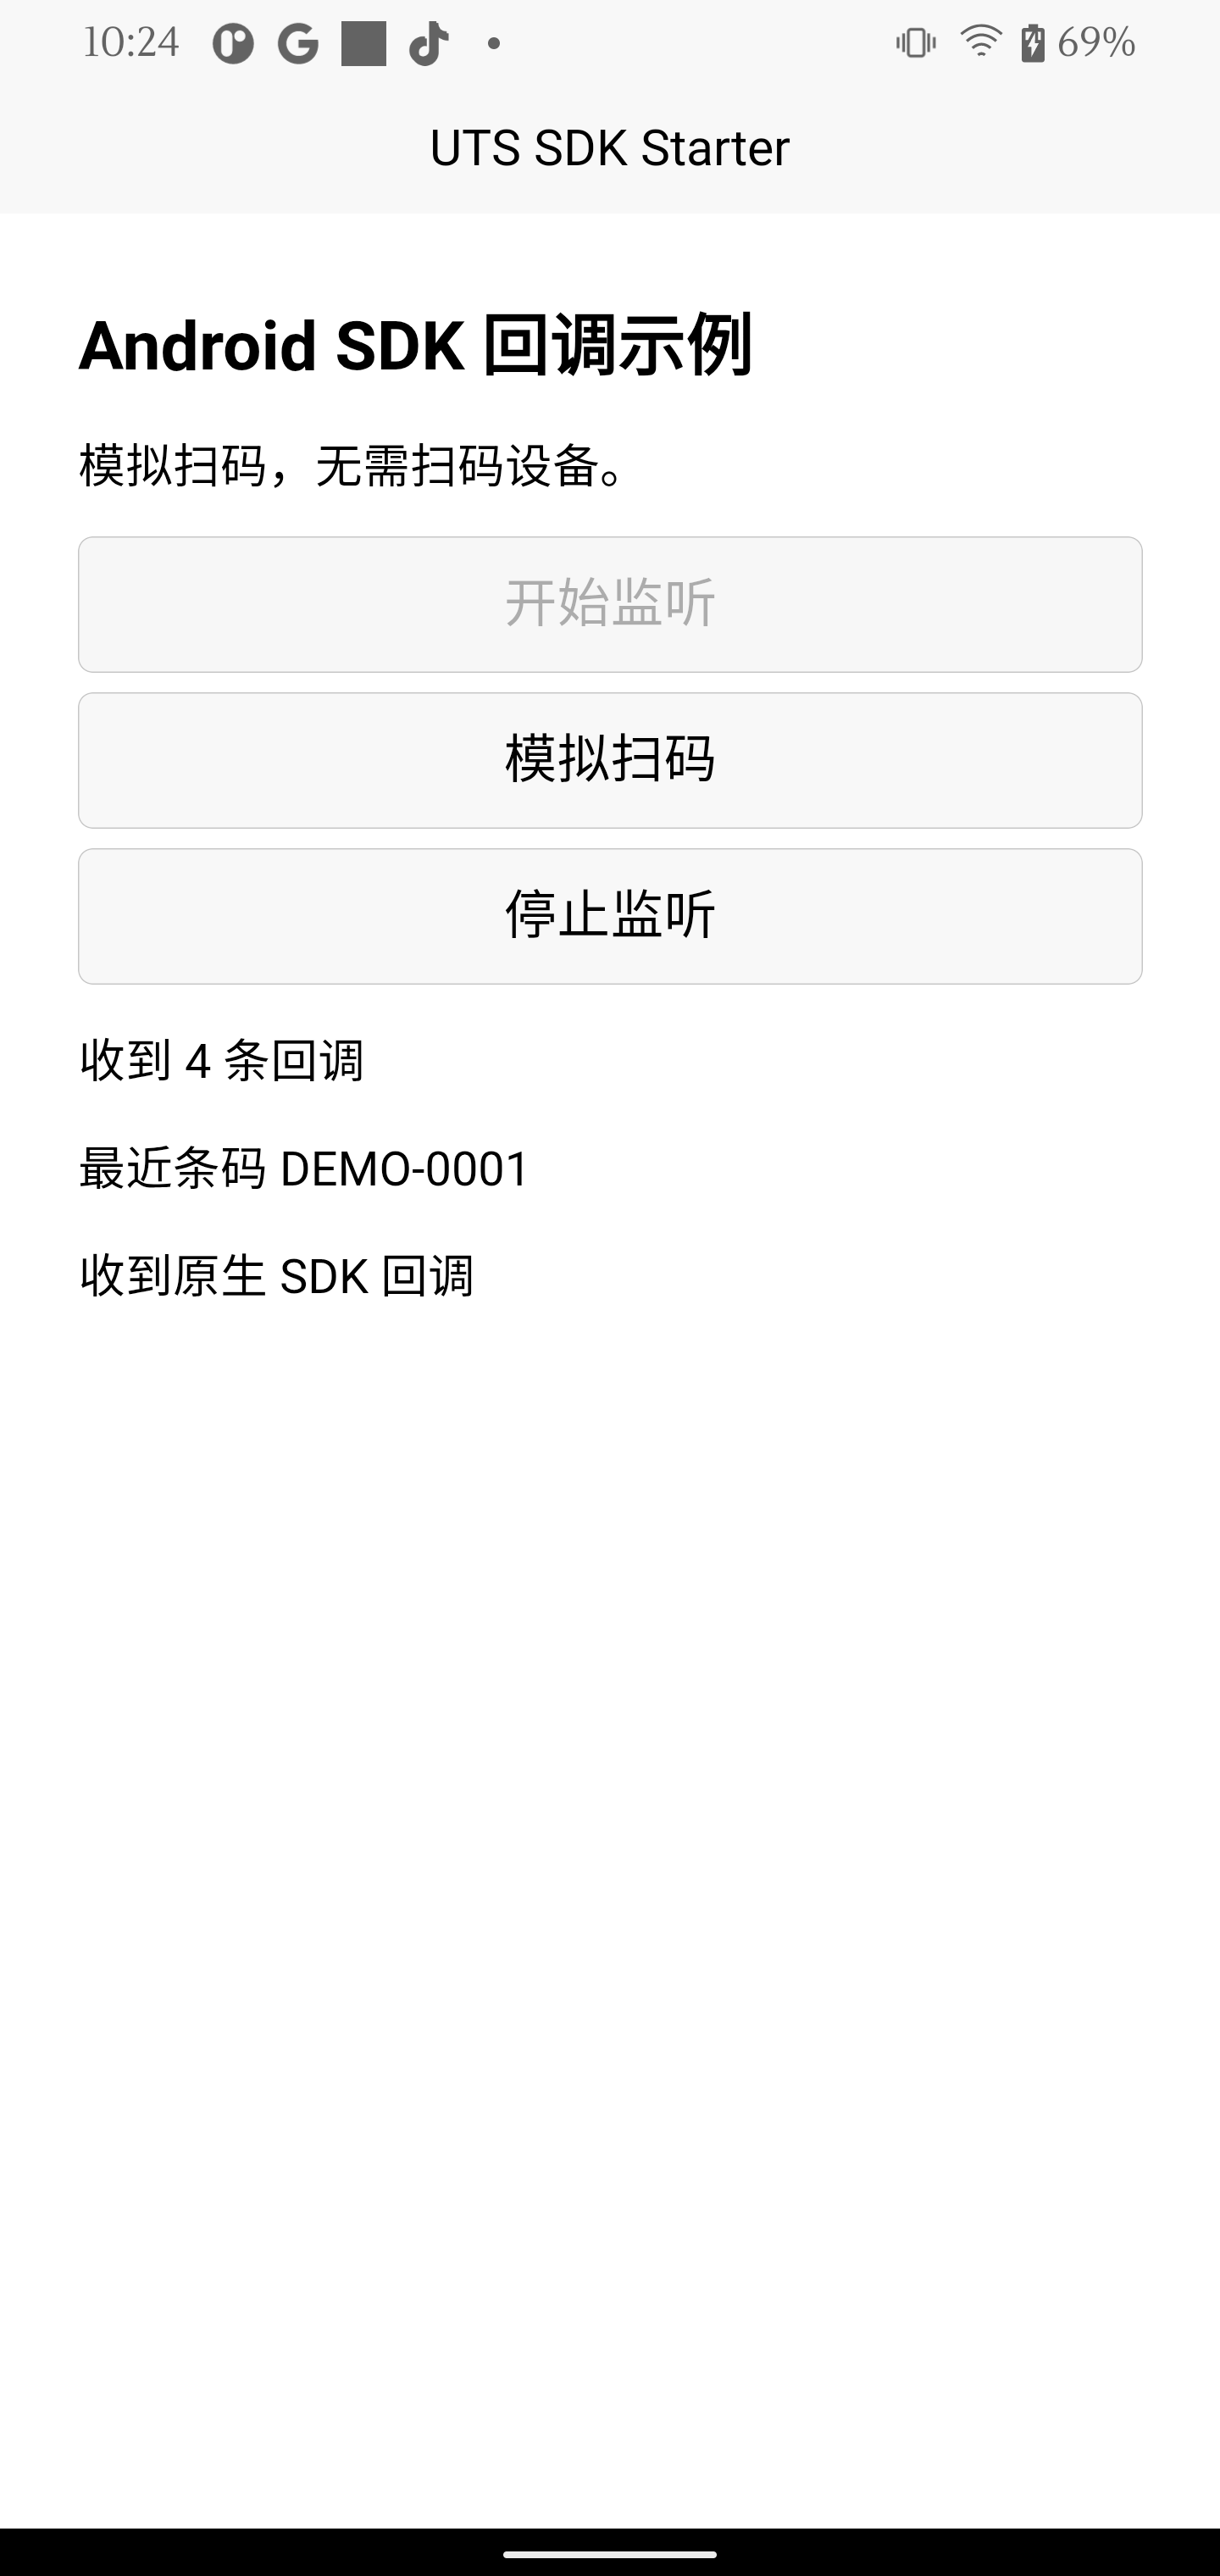 10:24
69%
UTS SDK Starter
Android SDK 回调示例
模拟扫码，无需扫码设备。
开始监听
模拟扫码
停止监听
收到 4 条回调
最近条码 DEMO-0001
收到原生 SDK 回调